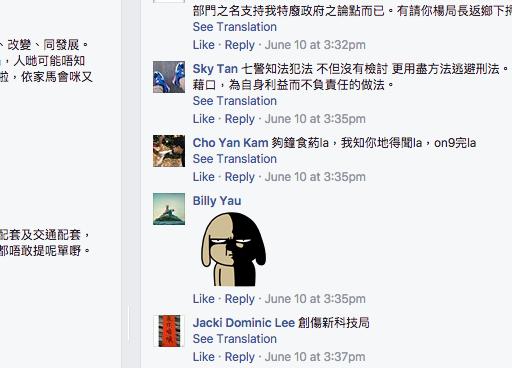 、改變、同發展。
，人哋可能唔知
啦，依家馬會咪又
配套及交通配套，
都唔敢提呢單嘢。
部門之名支持我特廢政府之論點而已。有請你楊局長返鄉下掃
See Translation
Like · Reply · June 10 at 3:32pm
Sky Tan 七警知法犯法 不但沒有檢討 更用盡方法逃避刑法。
藉口，為自身利益而不負責任的做法。
See Translation
Like · Reply · June 10 at 3:35pm
Cho Yan Kam 夠鐘食葯la，我知你地得閒la，on9完la
See Translation
Like · Reply · June 10 at 3:35pm
Billy Yau
Like · Reply · June 10 at 3:35pm
Jacki Dominic Lee 創傷新科技局
See Translation
Like · Reply · June 10 at 3:37pm